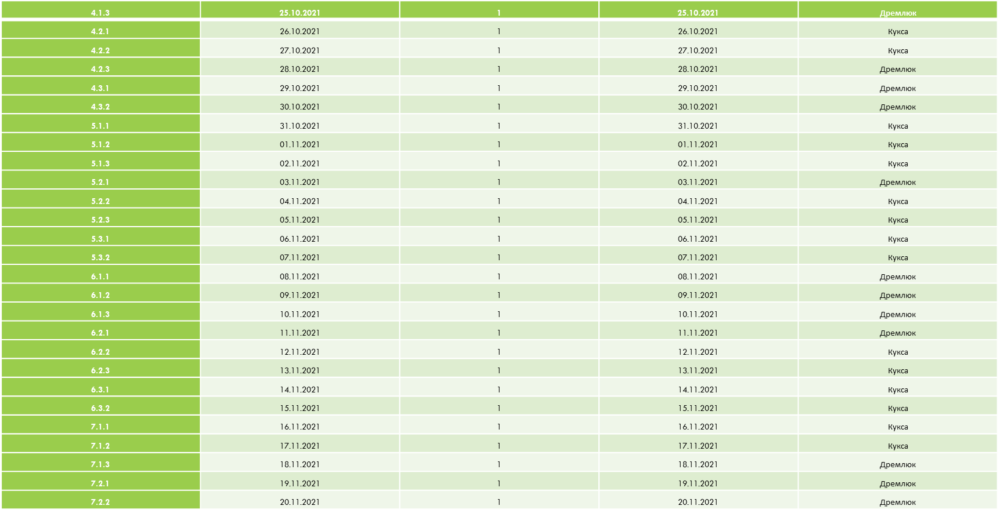 4.1.3 25.10.2021 1 25.10.2021 Дремлюк
4.2.1 26.10.2021 1 26.10.2021 Кукса
4.2.2 27.10.2021 1 27.10.2021 Кукса
4.2.3 28.10.2021 1 28.10.2021 Дремлюк
4.3.1 29.10.2021 1 29.10.2021 Дремлюк
4.3.2 30.10.2021 1 30.10.2021 Дремлюк
5.1.1 31.10.2021 1 31.10.2021 Кукса
5.1.2 01.11.2021 1 01.11.2021 Кукса
5.1.3 02.11.2021 1 02.11.2021 Кукса
5.2.1 03.11.2021 1 03.11.2021 Дремлюк
5.2.2 04.11.2021 1 04.11.2021 Кукса
5.2.3 05.11.2021 1 05.11.2021 Кукса
5.3.1 06.11.2021 1 06.11.2021 Кукса
5.3.2 07.11.2021 1 07.11.2021 Кукса
6.1.1 08.11.2021 1 08.11.2021 Дремлюк
6.1.2 09.11.2021 1 09.11.2021 Дремлюк
6.1.3 10.11.2021 1 10.11.2021 Дремлюк
6.2.1 11.11.2021 1 11.11.2021 Дремлюк
6.2.2 12.11.2021 1 12.11.2021 Кукса
6.2.3 13.11.2021 1 13.11.2021 Кукса
6.3.1 14.11.2021 1 14.11.2021 Кукса
6.3.2 15.11.2021 1 15.11.2021 Кукса
7.1.1 16.11.2021 1 16.11.2021 Кукса
7.1.2 17.11.2021 1 17.11.2021 Кукса
7.1.3 18.11.2021 1 18.11.2021 Дремлюк
7.2.1 19.11.2021 1 19.11.2021 Дремлюк
7.2.2 20.11.2021 1 20.11.2021 Дремлюк